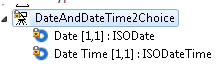 DateAndDateTime2Choice
Date [1,1] : ISODate
Date Time [1,1] : ISODateTime